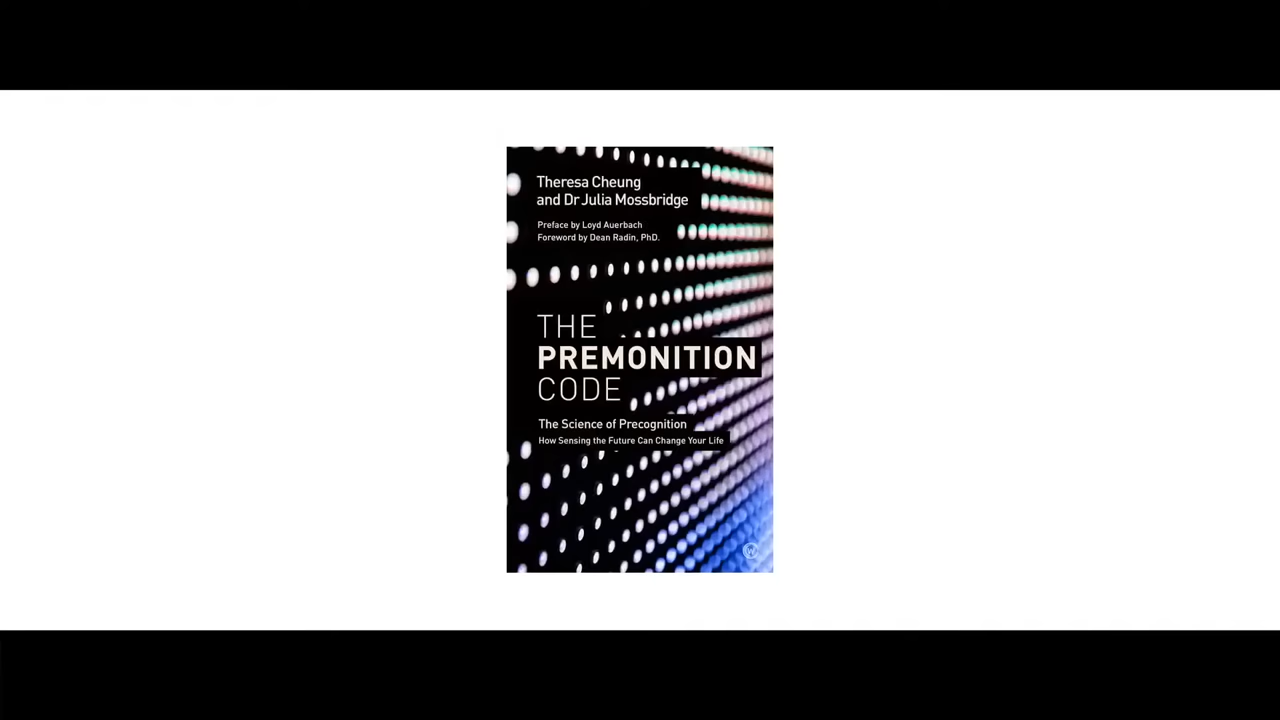 Theresa Cheung
and Dr Julia Mossbridge
Preface by Loyd Auerbach
Foreword by Dean Radin, PhD.
THE
PREMONITION
CODE
The Science of Precognition
How Sensing the Future Can Change Your Life